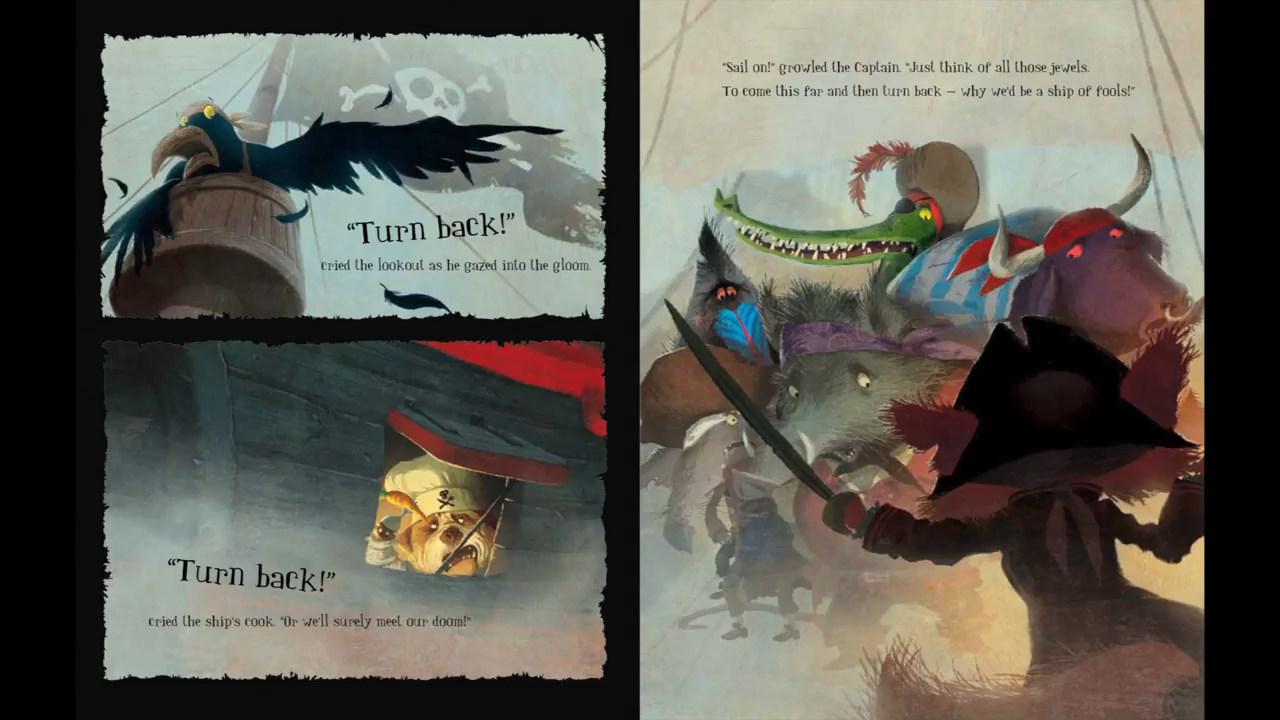 “Turn back!”
cried the lookout as he gazed into the gloom.
“Turn back!”
cried the ship's cook. “Or we'll surely meet our doom!”
“Sail on!” growled the Captain. “Just think of all those jewels.
To come this far and then turn back – why we'd be a ship of fools!”